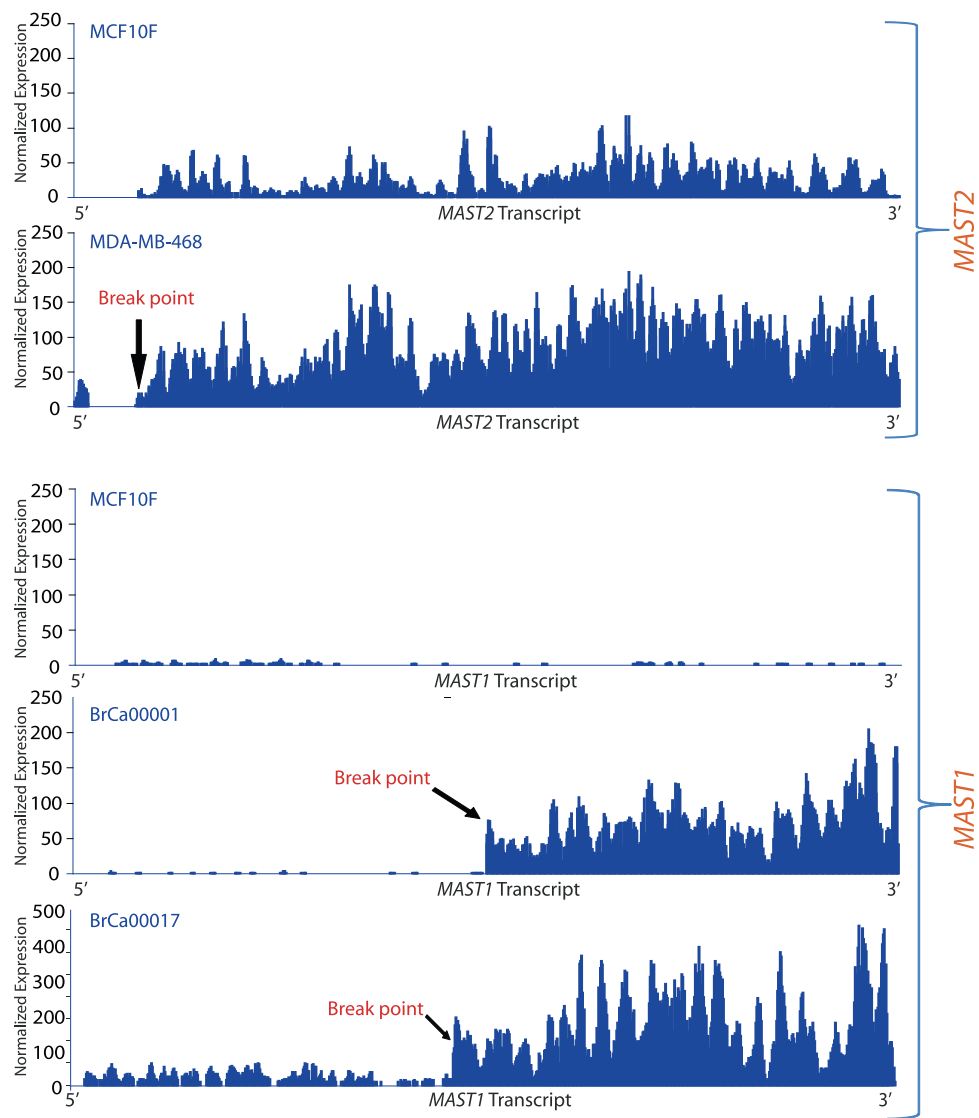 MCF10F
Normalized Expression
250
200
150
100
50
0
5′
MAST2 Transcript
3′
MDA-MB-468
Break point
Normalized Expression
250
200
150
100
50
0
5′
MAST2 Transcript
3′
MAST2
MCF10F
Normalized Expression
250
200
150
100
50
0
5′
MAST1 Transcript
3′
BrCa00001
Break point
Normalized Expression
250
200
150
100
50
0
5′
MAST1 Transcript
3′
BrCa00017
Break point
Normalized Expression
500
400
300
200
100
0
5′
MAST1 Transcript
3′
MAST1